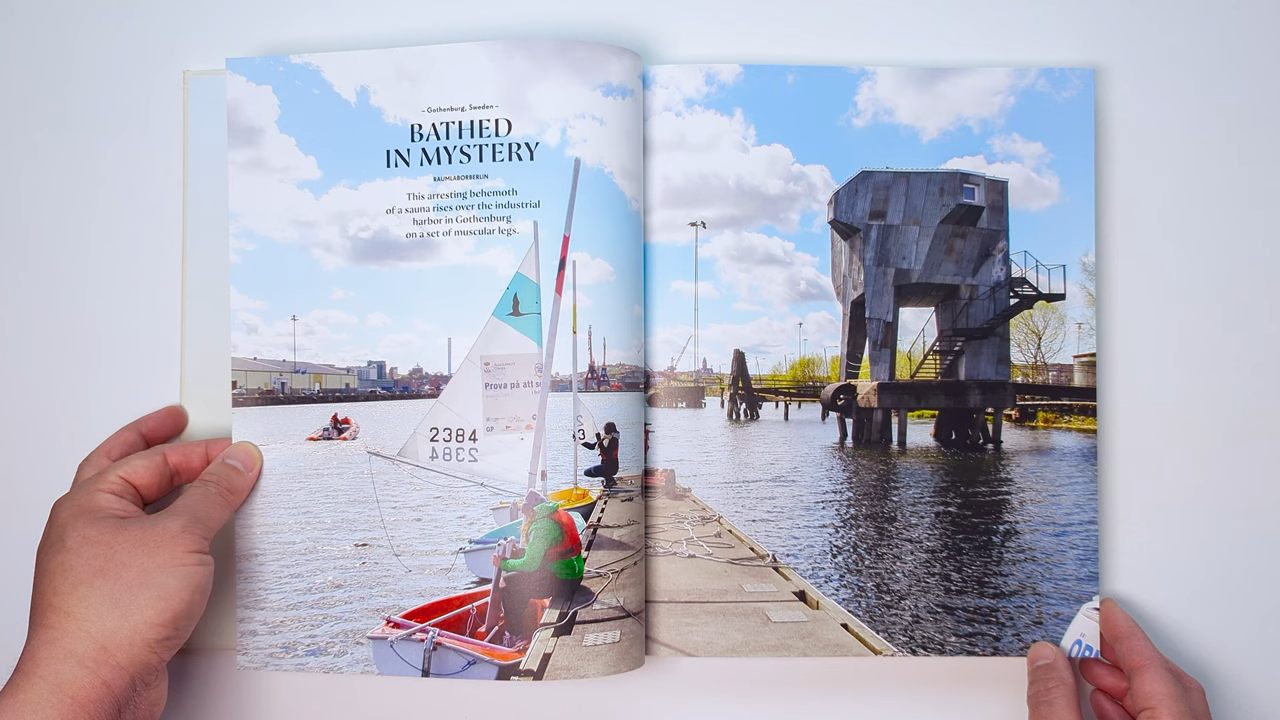 – Gothenburg, Sweden –
BATHED
IN MYSTERY
RAUMLABORBERLIN
This arresting behemoth
of a sauna rises over the industrial
harbor in Gothenburg
on a set of muscular legs.
Prova på att s
GP
2384
2384